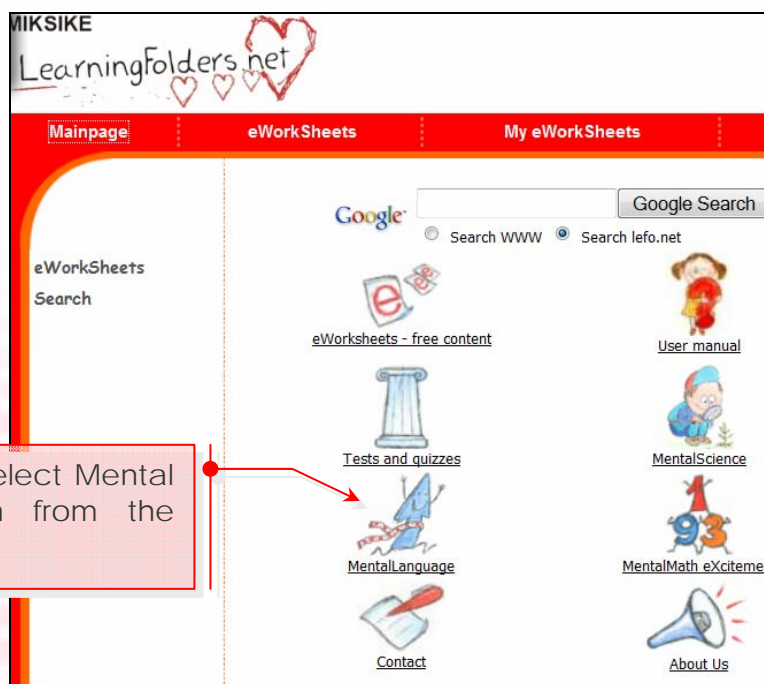 MIKSIKE
LearningFolders.net
Mainpage
eWorkSheets
My eWorkSheets
Google
Google Search
Search WWW
Search lefo.net
eWorkSheets
Search
eWorksheets - free content
User manual
Tests and quizzes
MentalScience
elect Mental
from the
MentalLanguage
MentalMath eXciteme
Contact
About Us